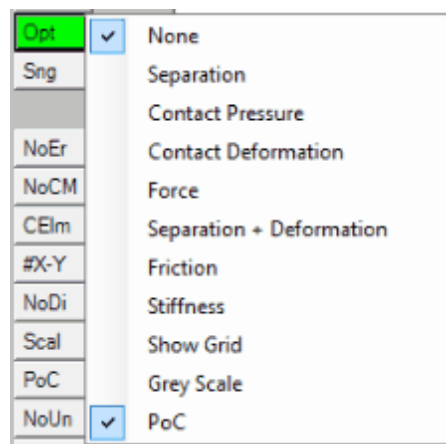 Opt None
Sng Separation
Contact Pressure
NoEr Contact Deformation
NoCM Force
CElm Separation + Deformation
#X-Y Friction
NoDi Stiffness
Scal Show Grid
PoC Grey Scale
NoUn PoC